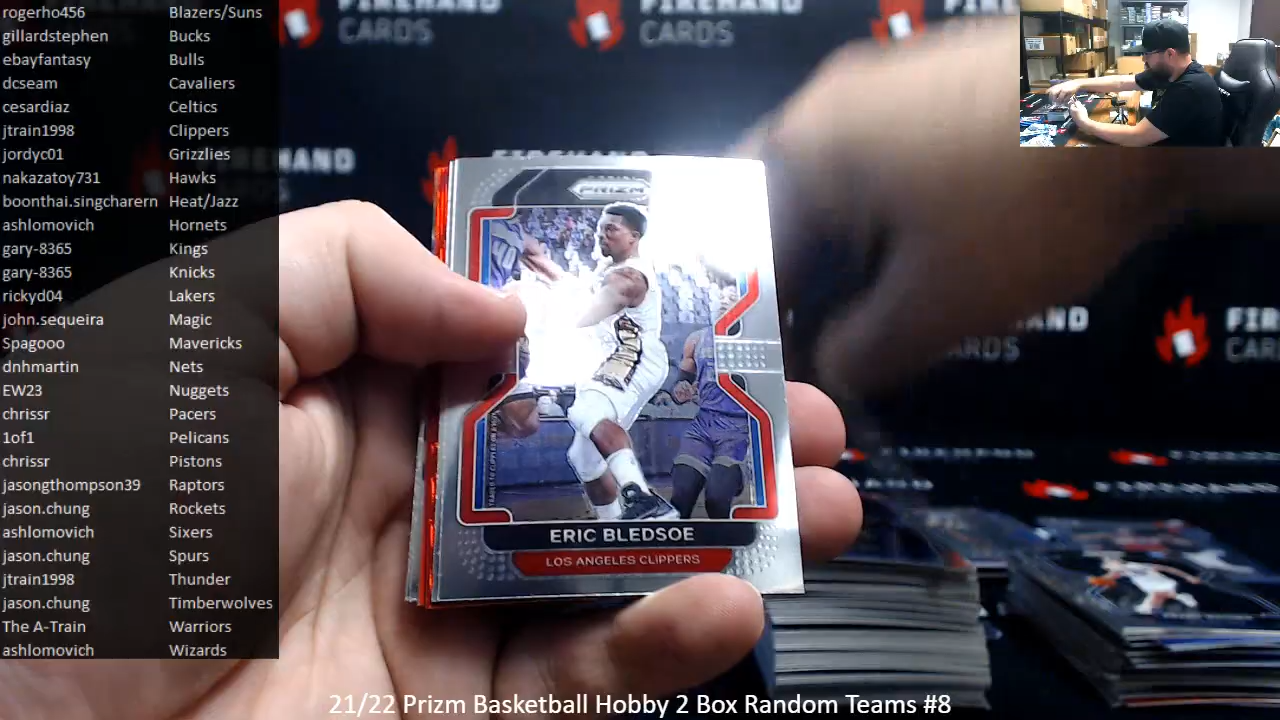 rogerho456 Blazers/Suns
gillardstephen Bucks
ebayfantasy Bulls
dcseam Cavaliers
cesardiaz Celtics
jtrain1998 Clippers
jordyc01 Grizzlies
nakazatoy731 Hawks
boonthai.singcharern Heat/Jazz
ashlomovich Hornets
gary-8365 Kings
gary-8365 Knicks
rickyd04 Lakers
john.sequeira Magic
Spagooo Mavericks
dnhmartin Nets
EW23 Nuggets
chrissr Pacers
1of1 Pelicans
chrissr Pistons
jasongthompson39 Raptors
jason.chung Rockets
ashlomovich Sixers
jason.chung Spurs
jtrain1998 Thunder
jason.chung Timberwolves
The A-Train Warriors
ashlomovich Wizards
FIREHAND
CARDS
FIREHAND
CARDS
CARDS
PRIZM
ERIC BLEDSOE
LOS ANGELES CLIPPERS
21/22 Prizm Basketball Hobby 2 Box Random Teams #8